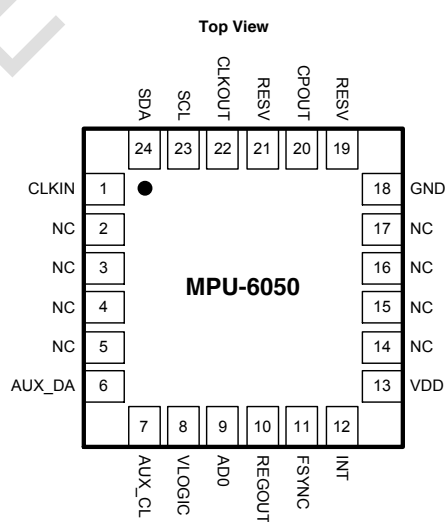 Top View
SDA
SCL
CLKOUT
RESV
CPOUT
RESV
24 23 22 21 20 19
CLKIN 1 18 GND
NC 2 17 NC
NC 3 16 NC
MPU-6050
NC 4 15 NC
NC 5 14 NC
AUX_DA 6 13 VDD
7 8 9 10 11 12
AUX_CL
VLOGIC
AD0
REGOUT
FSYNC
INT